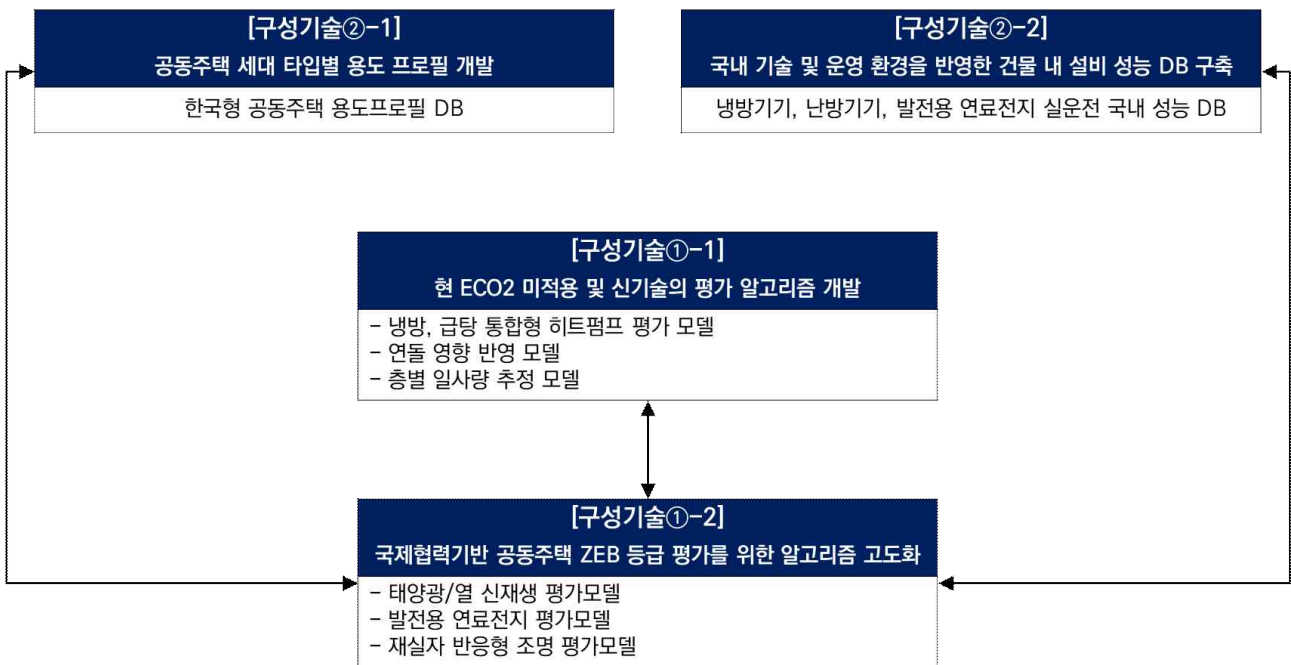 [구성기술②-1]
공동주택 세대 타입별 용도 프로필 개발
한국형 공동주택 용도프로필 DB
[구성기술②-2]
국내 기술 및 운영 환경을 반영한 건물 내 설비 성능 DB 구축
냉방기기, 난방기기, 발전용 연료전지 실운전 국내 성능 DB
[구성기술①-1]
현 ECO2 미적용 및 신기술의 평가 알고리즘 개발
- 냉방, 급탕 통합형 히트펌프 평가 모델
- 연돌 영향 반영 모델
- 층별 일사량 추정 모델
[구성기술①-2]
국제협력기반 공동주택 ZEB 등급 평가를 위한 알고리즘 고도화
- 태양광/열 신재생 평가모델
- 발전용 연료전지 평가모델
- 재실자 반응형 조명 평가모델